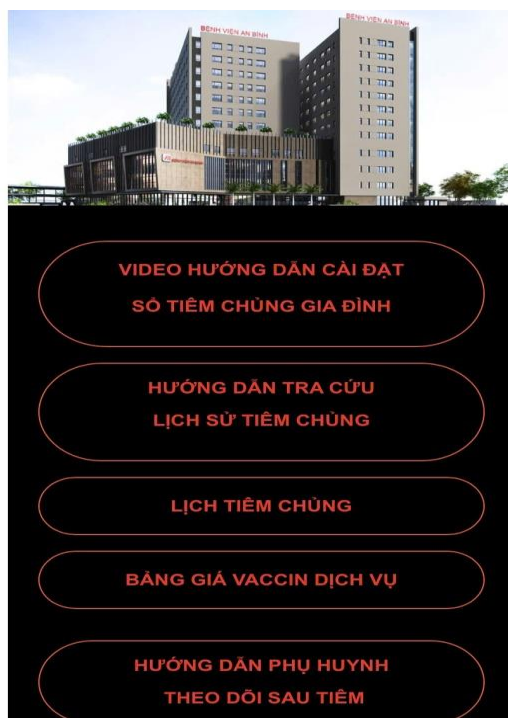 BỆNH VIỆN AN BÌNH
BỆNH VIỆN AN BÌNH
VIDEO HƯỚNG DẪN CÀI ĐẶT
SỔ TIÊM CHỦNG GIA ĐÌNH
HƯỚNG DẪN TRA CỨU
LỊCH SỬ TIÊM CHỦNG
LỊCH TIÊM CHỦNG
BẢNG GIÁ VACCIN DỊCH VỤ
HƯỚNG DẪN PHỤ HUYNH
THEO DÕI SAU TIÊM